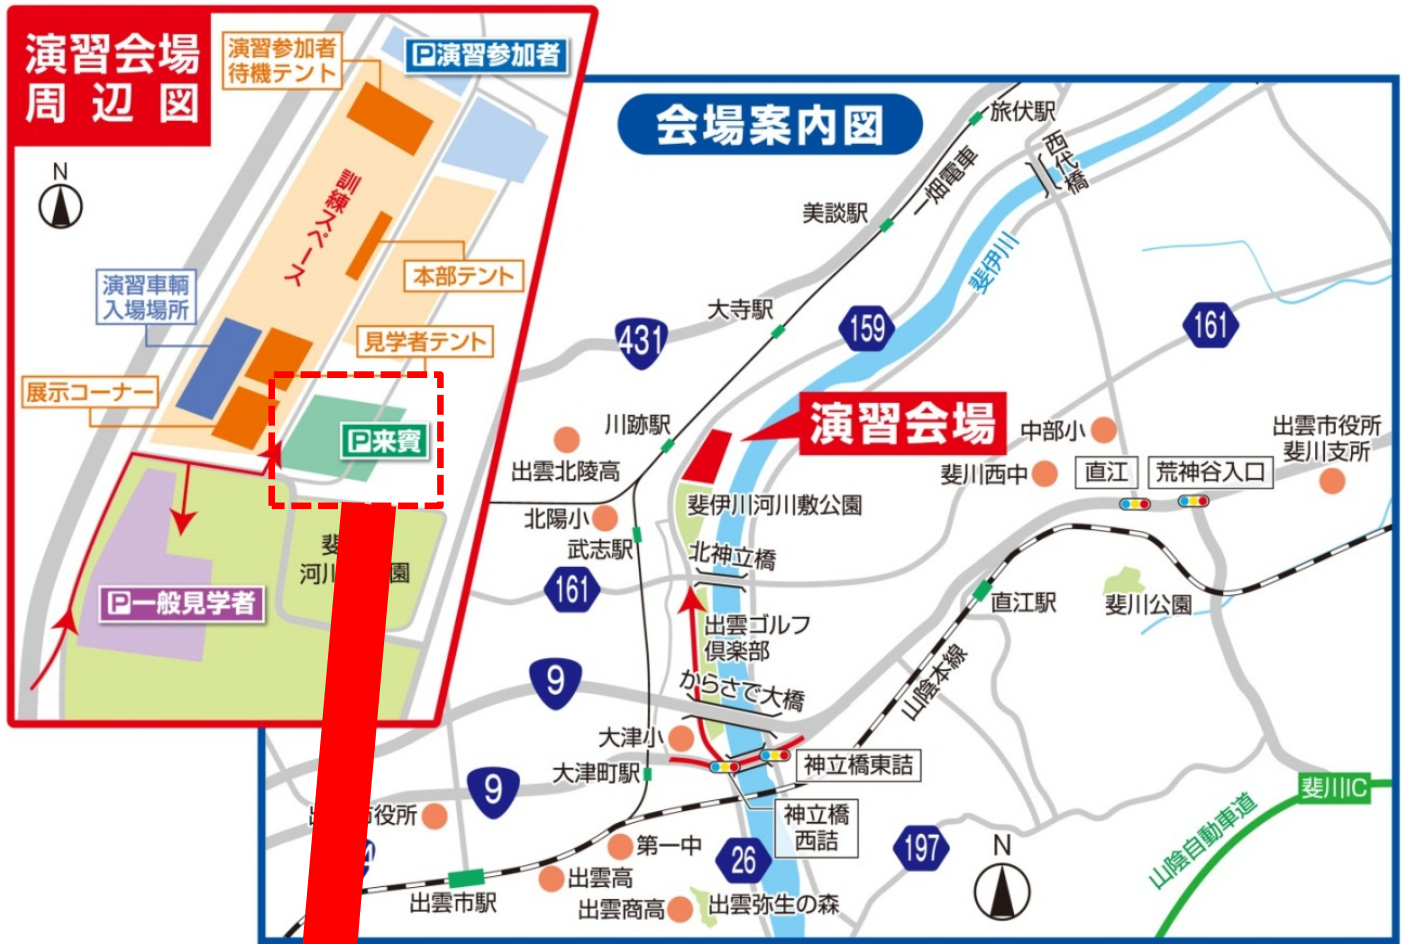 演習会場
周辺図
演習参加者
待機テント
P演習参加者
N
訓練スペース
本部テント
演習車輌
入場場所
見学者テント
展示コーナー
P来賓
P一般見学者
会場案内図
旅伏駅
西代橋
一畑電車
美談駅
斐伊川
大寺駅
431
159
161
演習会場
川跡駅
出雲北陵高
中部小
出雲市役所
斐川支所
斐川西中
直江
荒神谷入口
斐伊川河川敷公園
北陽小
武志駅
北神立橋
161
直江駅
斐川公園
出雲ゴルフ
倶楽部
山陰本線
9
からさで大橋
大津小
大津町駅
神立橋東詰
9
斐川IC
山陰自動車道
神立橋
西詰
役所
第一中
26
197
N
出雲高
出雲市駅
出雲商高
出雲弥生の森